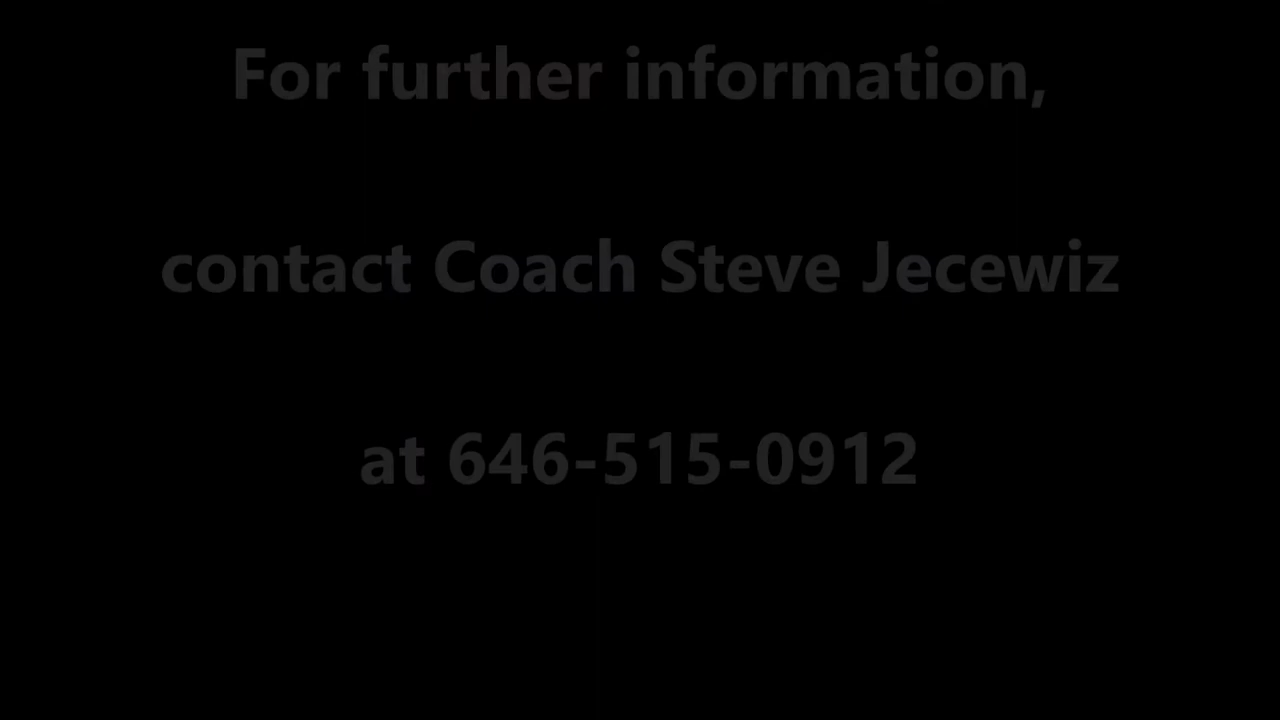 For further information,
contact Coach Steve Jecewiz
at 646-515-0912